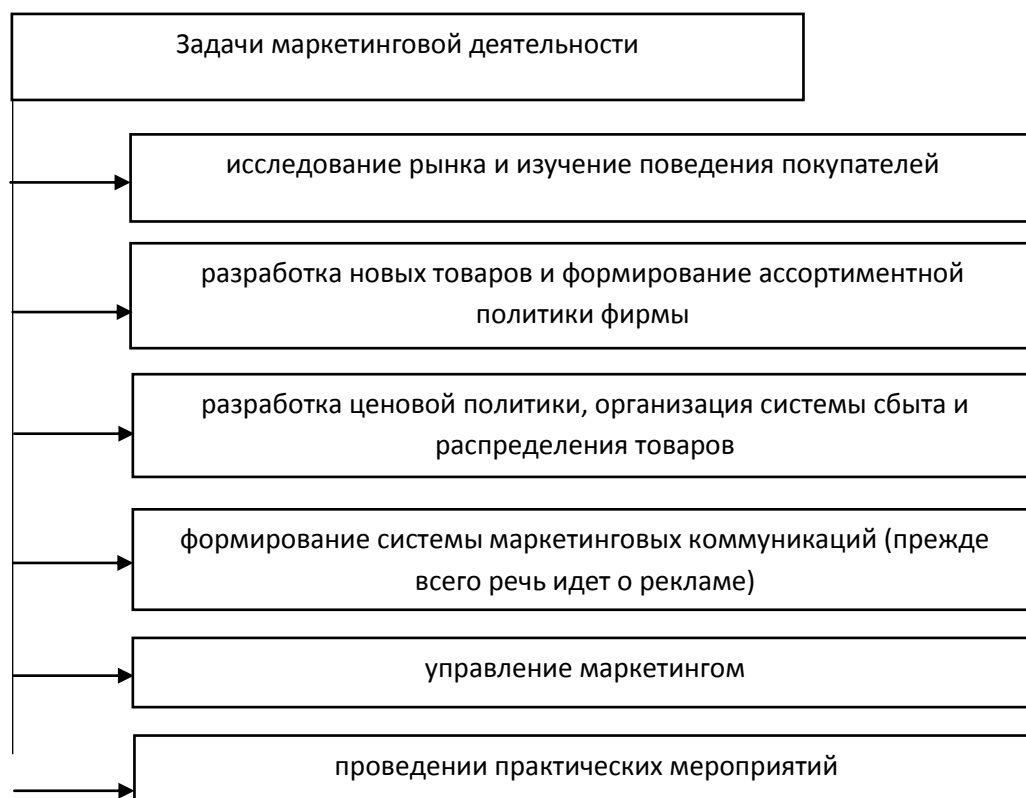 Задачи маркетинговой деятельности
исследование рынка и изучение поведения покупателей
разработка новых товаров и формирование ассортиментной
политики фирмы
разработка ценовой политики, организация системы сбыта и
распределения товаров
формирование системы маркетинговых коммуникаций (прежде
всего речь идет о рекламе)
управление маркетингом
проведении практических мероприятий